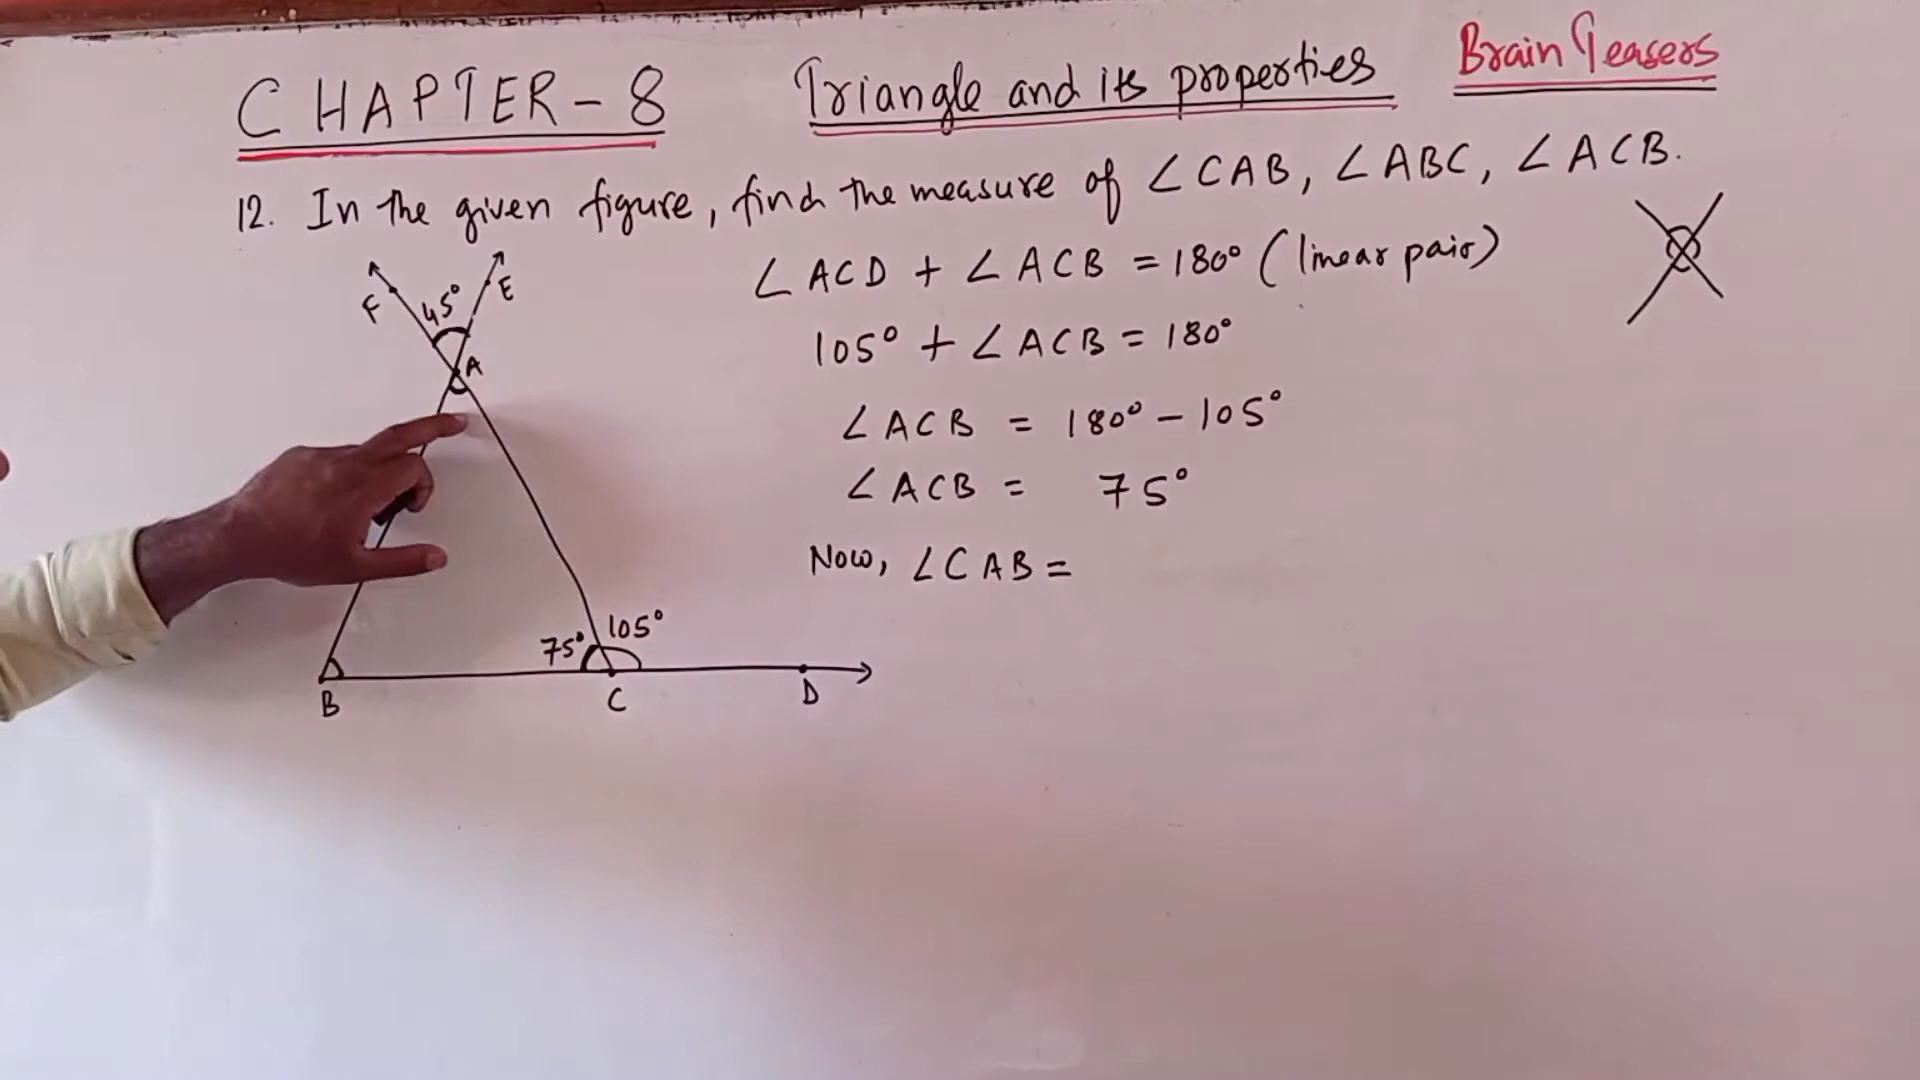 CHAPTER-8 Triangle and its properties Brain Teasers
12. In the given figure, find the measure of ∠CAB, ∠ABC, ∠ACB.
∠ACD + ∠ACB = 180° (linear pair)
105° + ∠ACB = 180°
∠ACB = 180° - 105°
∠ACB = 75°
Now, ∠CAB =
F 45° E
A
75° 105°
B C D